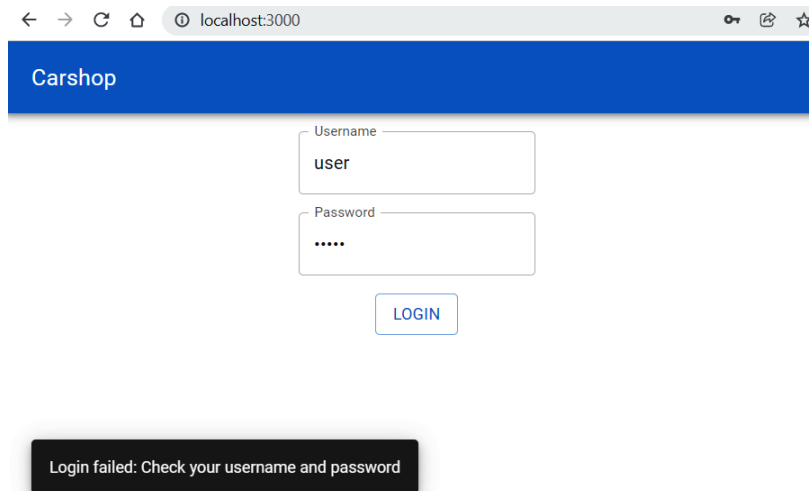 localhost:3000
Carshop
Username
user
Password
•••••
LOGIN
Login failed: Check your username and password